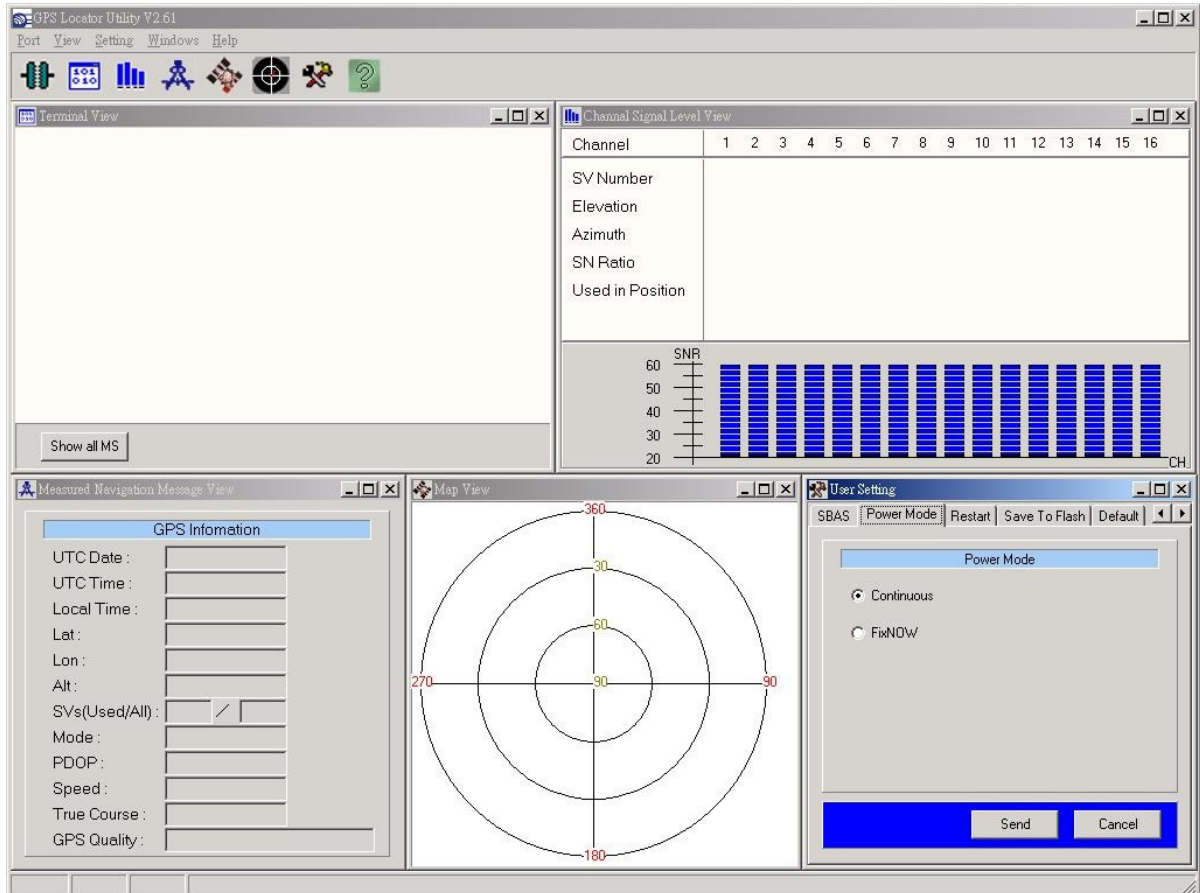 GPS Locator Utility V2.61
Port View Setting Windows Help
101
010
Terminal View
Show all MS
Channal Signal Level View
Channel 1 2 3 4 5 6 7 8 9 10 11 12 13 14 15 16
SV Number
Elevation
Azimuth
SN Ratio
Used in Position
SNR
60
50
40
30
20
CH
Measured Navigation Message View
GPS Infomation
UTC Date :
UTC Time :
Local Time :
Lat :
Lon :
Alt :
SVs(Used/All) : /
Mode :
PDOP :
Speed :
True Course :
GPS Quality :
Map View
360
30
60
270 90 90
180
User Setting
SBAS Power Mode Restart Save To Flash Default
Power Mode
Continuous
FixNOW
Send Cancel